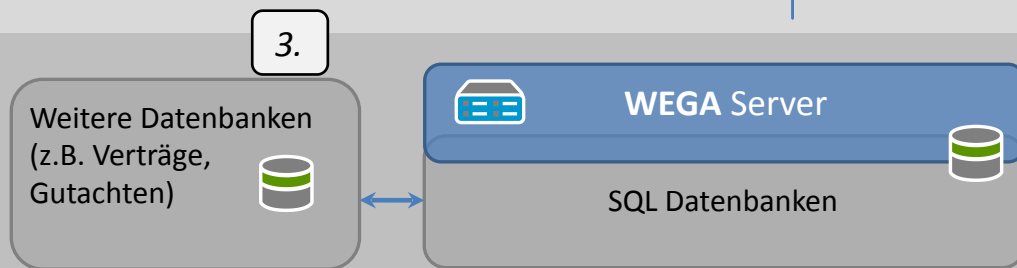 3.
Weitere Datenbanken
(z.B. Verträge,
Gutachten)
WEGA Server
SQL Datenbanken